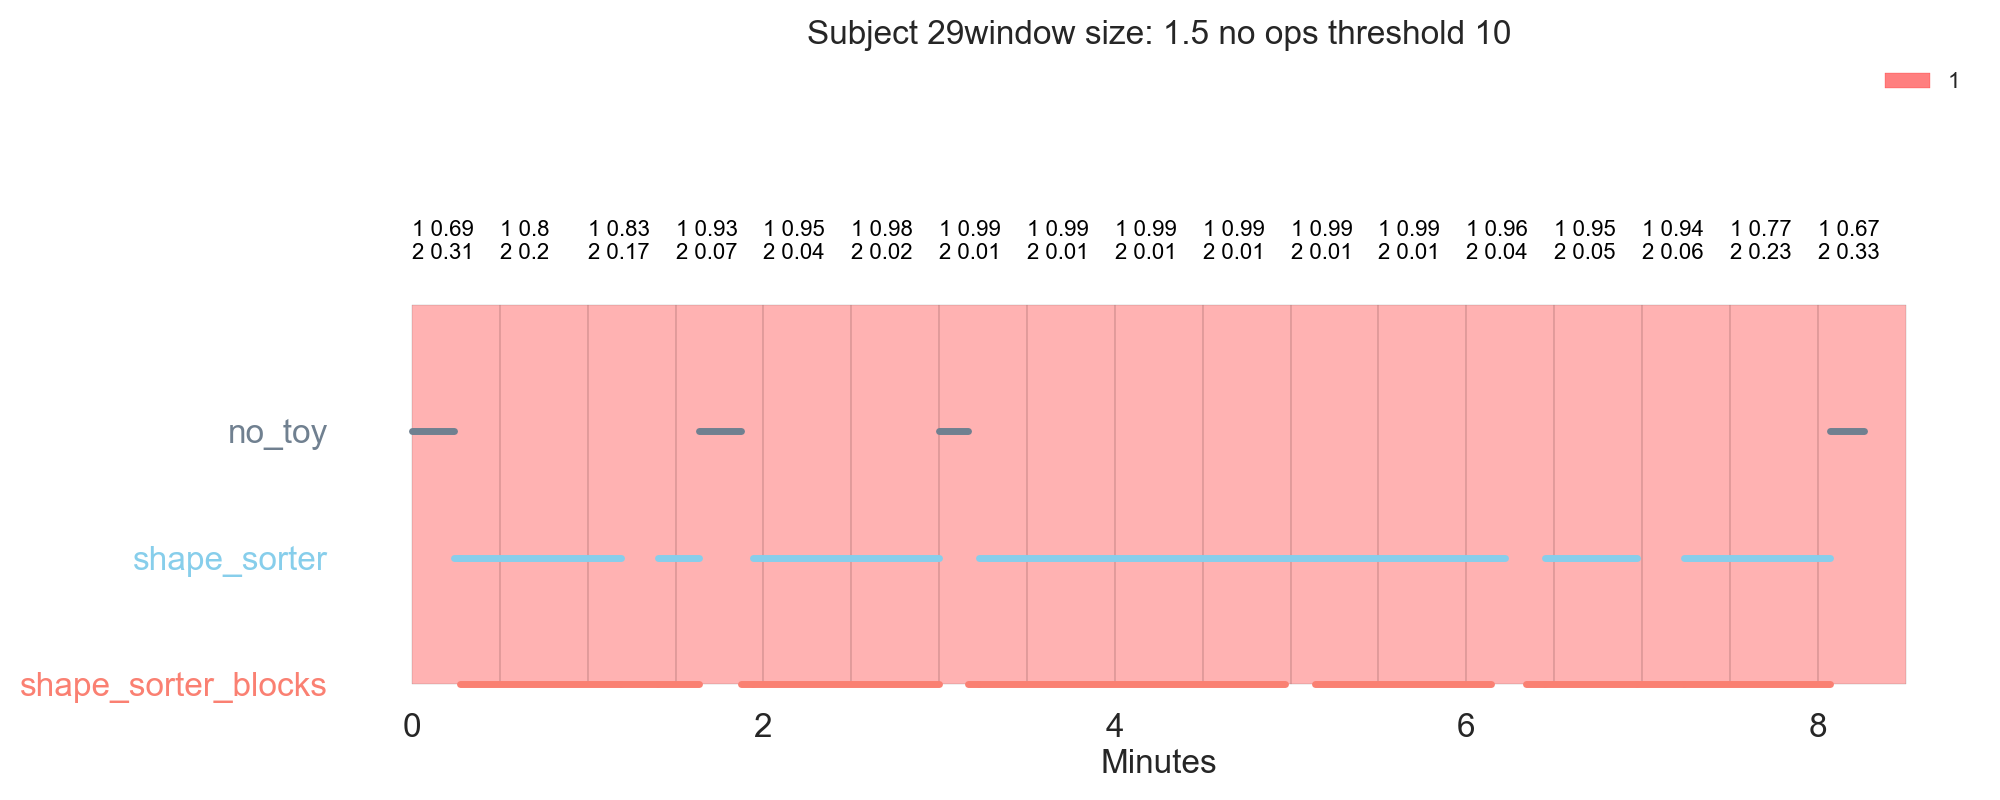 Subject 29window size: 1.5 no ops threshold 10
1
1 0.69 1 0.8 1 0.83 1 0.93 1 0.95 1 0.98 1 0.99 1 0.99 1 0.99 1 0.99 1 0.99 1 0.99 1 0.96 1 0.95 1 0.94 1 0.77 1 0.67
2 0.31 2 0.2 2 0.17 2 0.07 2 0.04 2 0.02 2 0.01 2 0.01 2 0.01 2 0.01 2 0.01 2 0.01 2 0.04 2 0.05 2 0.06 2 0.23 2 0.33
no_toy
shape_sorter
shape_sorter_blocks
0 2 4 6 8
Minutes